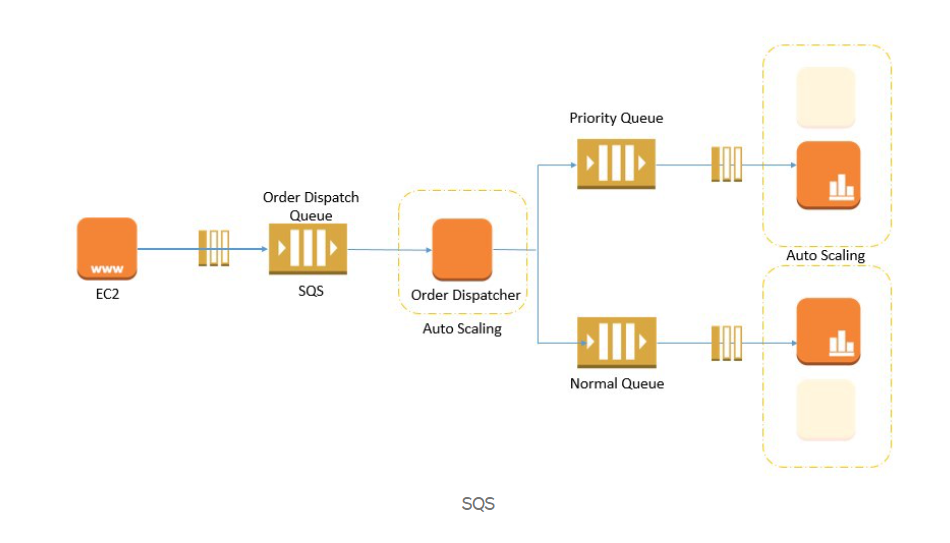 Priority Queue
Order Dispatch
Queue
www
EC2
SQS
Order Dispatcher
Auto Scaling
Auto Scaling
Normal Queue
SQS